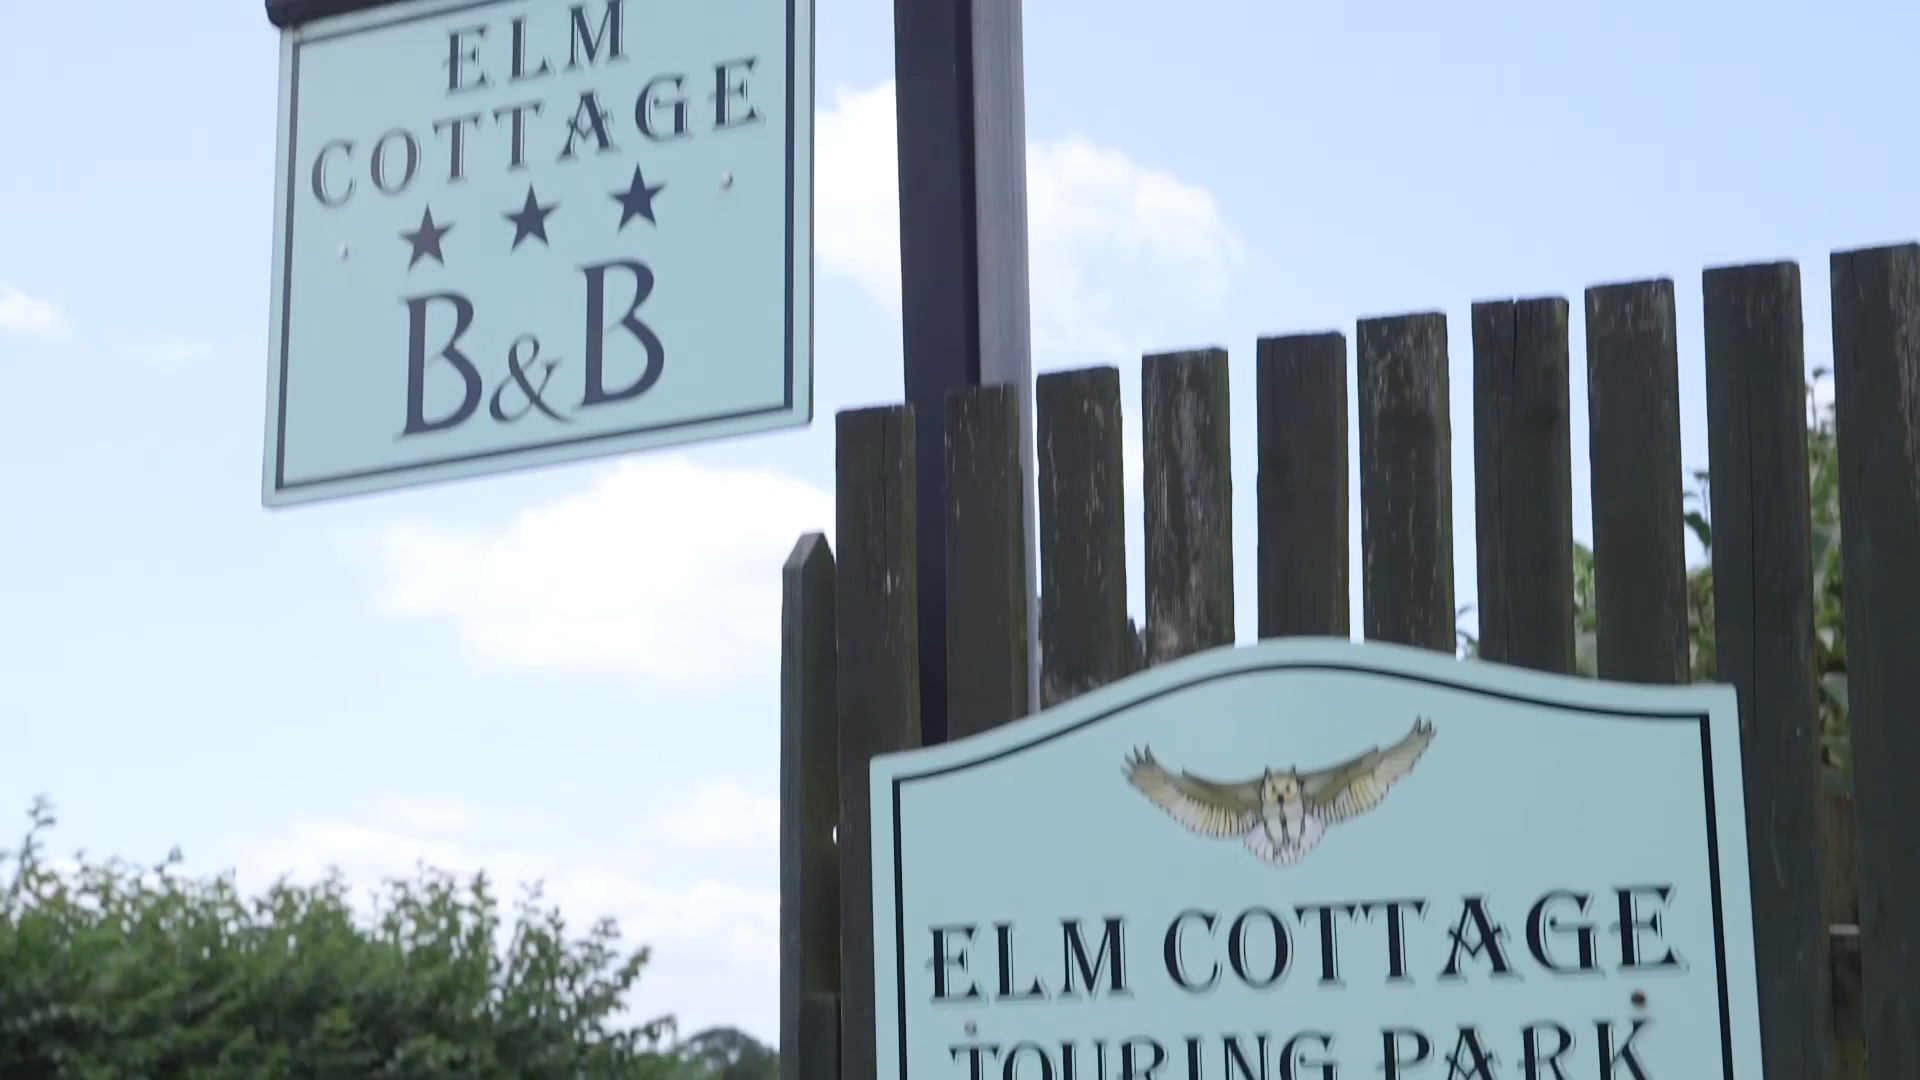 ELM
COTTAGE
B&B
ELM COTTAGE
TOURING PARK